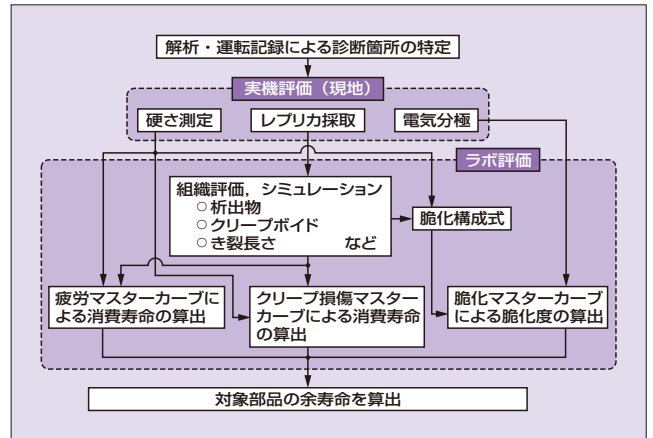 解析・運転記録による診断箇所の特定
実機評価（現地）
硬さ測定
レプリカ採取
電気分極
ラボ評価
組織評価，シミュレーション
○析出物
○クリープボイド
○き裂長さ　　　など
脆化構成式
疲労マスターカーブに
よる消費寿命の算出
クリープ損傷マスター
カーブによる消費寿命
の算出
脆化マスターカーブ
による脆化度の算出
対象部品の余寿命を算出